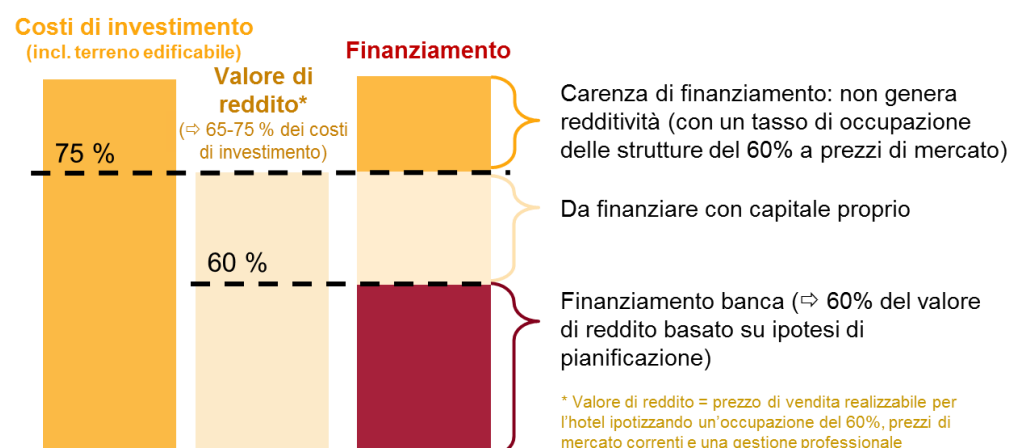 Costi di investimento
(incl. terreno edificabile)
Finanziamento
Valore di
reddito*
(⇨ 65-75 % dei costi
di investimento)
75 %
60 %
Carenza di finanziamento: non genera
redditività (con un tasso di occupazione
delle strutture del 60% a prezzi di mercato)
Da finanziare con capitale proprio
Finanziamento banca (⇨ 60% del valore
di reddito basato su ipotesi di
pianificazione)
* Valore di reddito = prezzo di vendita realizzabile per
l'hotel ipotizzando un'occupazione del 60%, prezzi di
mercato correnti e una gestione professionale